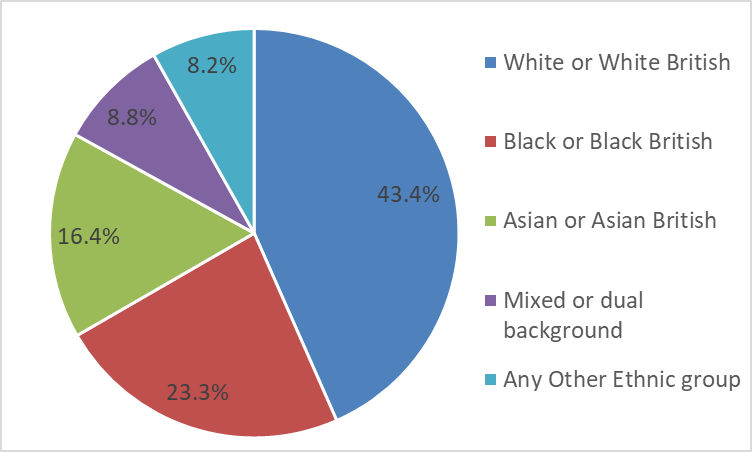 8.2%
8.8%
43.4%
16.4%
23.3%
White or White British
Black or Black British
Asian or Asian British
Mixed or dual
background
Any Other Ethnic group